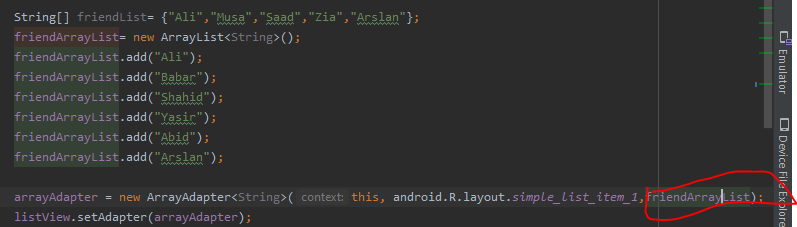 String[] friendList= {"Ali","Musa","Saad","Zia","Arslan"};
friendArrayList= new ArrayList<String>();
friendArrayList.add("Ali");
friendArrayList.add("Babar");
friendArrayList.add("Shahid");
friendArrayList.add("Yasir");
friendArrayList.add("Abid");
friendArrayList.add("Arslan");
arrayAdapter = new ArrayAdapter<String>( context: this, android.R.layout.simple_list_item_1,friendArrayList);
listView.setAdapter(arrayAdapter);
Emulator
Device File Explorer